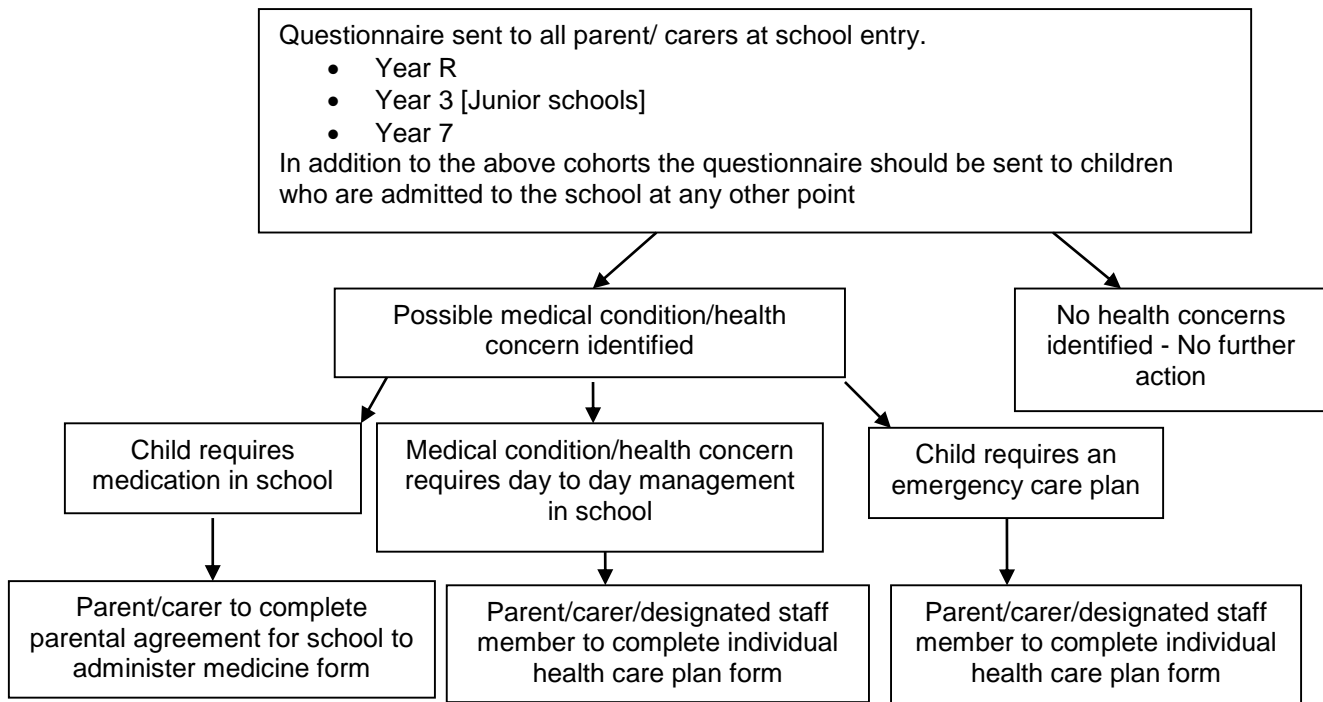 Questionnaire sent to all parent/ carers at school entry.
• Year R
• Year 3 [Junior schools]
• Year 7
In addition to the above cohorts the questionnaire should be sent to children
who are admitted to the school at any other point
Possible medical condition/health
concern identified
No health concerns
identified - No further
action
Child requires
medication in school
Medical condition/health concern
requires day to day management
in school
Child requires an
emergency care plan
Parent/carer to complete
parental agreement for school to
administer medicine form
Parent/carer/designated staff
member to complete individual
health care plan form
Parent/carer/designated staff
member to complete individual
health care plan form